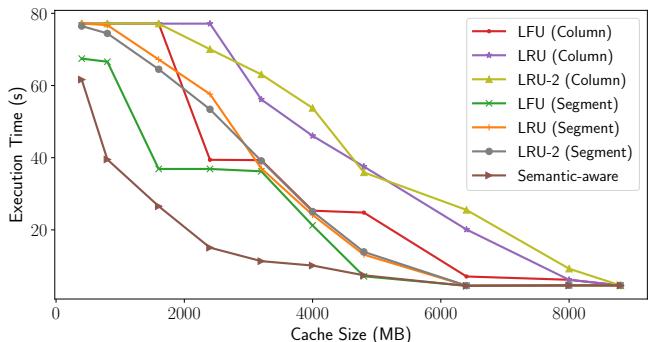 80
60
40
20
Execution Time (s)
0
2000
4000
6000
8000
Cache Size (MB)
LFU (Column)
LRU (Column)
LRU-2 (Column)
LFU (Segment)
LRU (Segment)
LRU-2 (Segment)
Semantic-aware